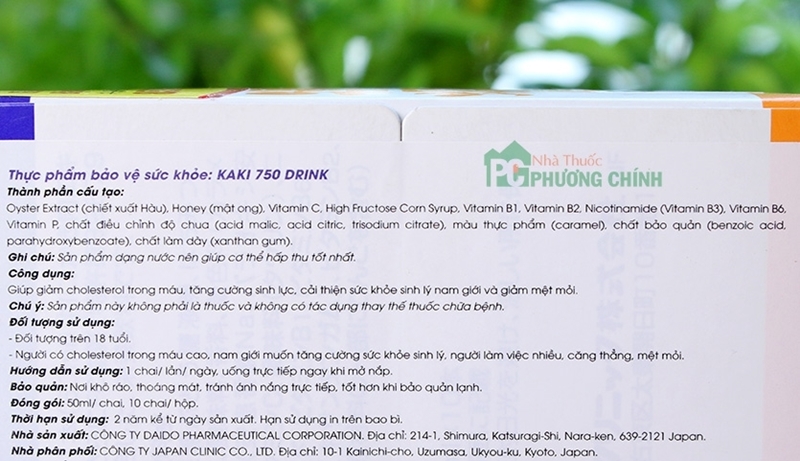 Nhà Thuốc
PC PHƯƠNG CHÍNH
Thực phẩm bảo vệ sức khỏe: KAKI 750 DRINK
Thành phần cấu tạo:
Oyster Extract (chiết xuất Hàu), Honey (mật ong), Vitamin C, High Fructose Corn Syrup, Vitamin B1, Vitamin B2, Nicotinamide (Vitamin B3), Vitamin B6,
Vitamin P, chất điều chỉnh độ chua (acid malic, acid citric, trisodium citrate), màu thực phẩm (caramel), chất bảo quản (benzoic acid,
parahydroxybenzoate), chất làm dày (xanthan gum).
Ghi chú: Sản phẩm dạng nước nên giúp cơ thể hấp thu tốt nhất.
Công dụng:
Giúp giảm cholesterol trong máu, tăng cường sinh lực, cải thiện sức khỏe sinh lý nam giới và giảm mệt mỏi.
Chú ý: Sản phẩm này không phải là thuốc và không có tác dụng thay thế thuốc chữa bệnh.
Đối tượng sử dụng:
- Đối tượng trên 18 tuổi.
- Người có cholesterol trong máu cao, nam giới muốn tăng cường sức khỏe sinh lý, người làm việc nhiều, căng thẳng, mệt mỏi.
Hướng dẫn sử dụng: 1 chai/ lần/ ngày, uống trực tiếp ngay khi mở nắp.
Bảo quản: Nơi khô ráo, thoáng mát, tránh ánh nắng trực tiếp, tốt hơn khi bảo quản lạnh.
Đóng gói: 50ml/ chai, 10 chai/ hộp.
Thời hạn sử dụng: 2 năm kể từ ngày sản xuất. Hạn sử dụng in trên bao bì.
Nhà sản xuất: CÔNG TY DAIDO PHARMACEUTICAL CORPORATION. Địa chỉ: 214-1, Shimura, Katsuragi-Shi, Nara-ken, 639-2121 Japan.
Nhà phân phối: CÔNG TY JAPAN CLINIC CO., LTD. Địa chỉ: 10-1 Kainichi-cho, Uzumasa, Ukyou-ku, Kyoto, Japan.